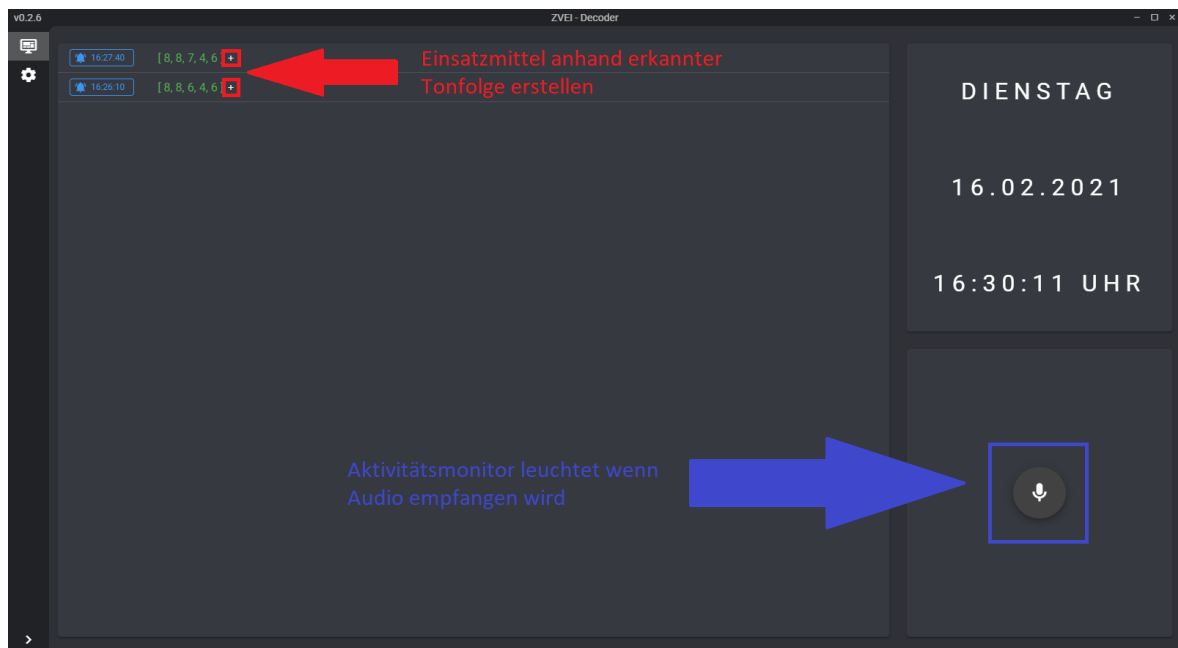 v0.2.6
ZVEI - Decoder
16:27:40 [ 8, 8, 7, 4, 6 ] +
Einsatzmittel anhand erkannter
16:26:10 [ 8, 8, 6, 4, 6 ] +
Tonfolge erstellen
DIENSTAG
16.02.2021
16:30:11 UHR
Aktivitätsmonitor leuchtet wenn
Audio empfangen wird